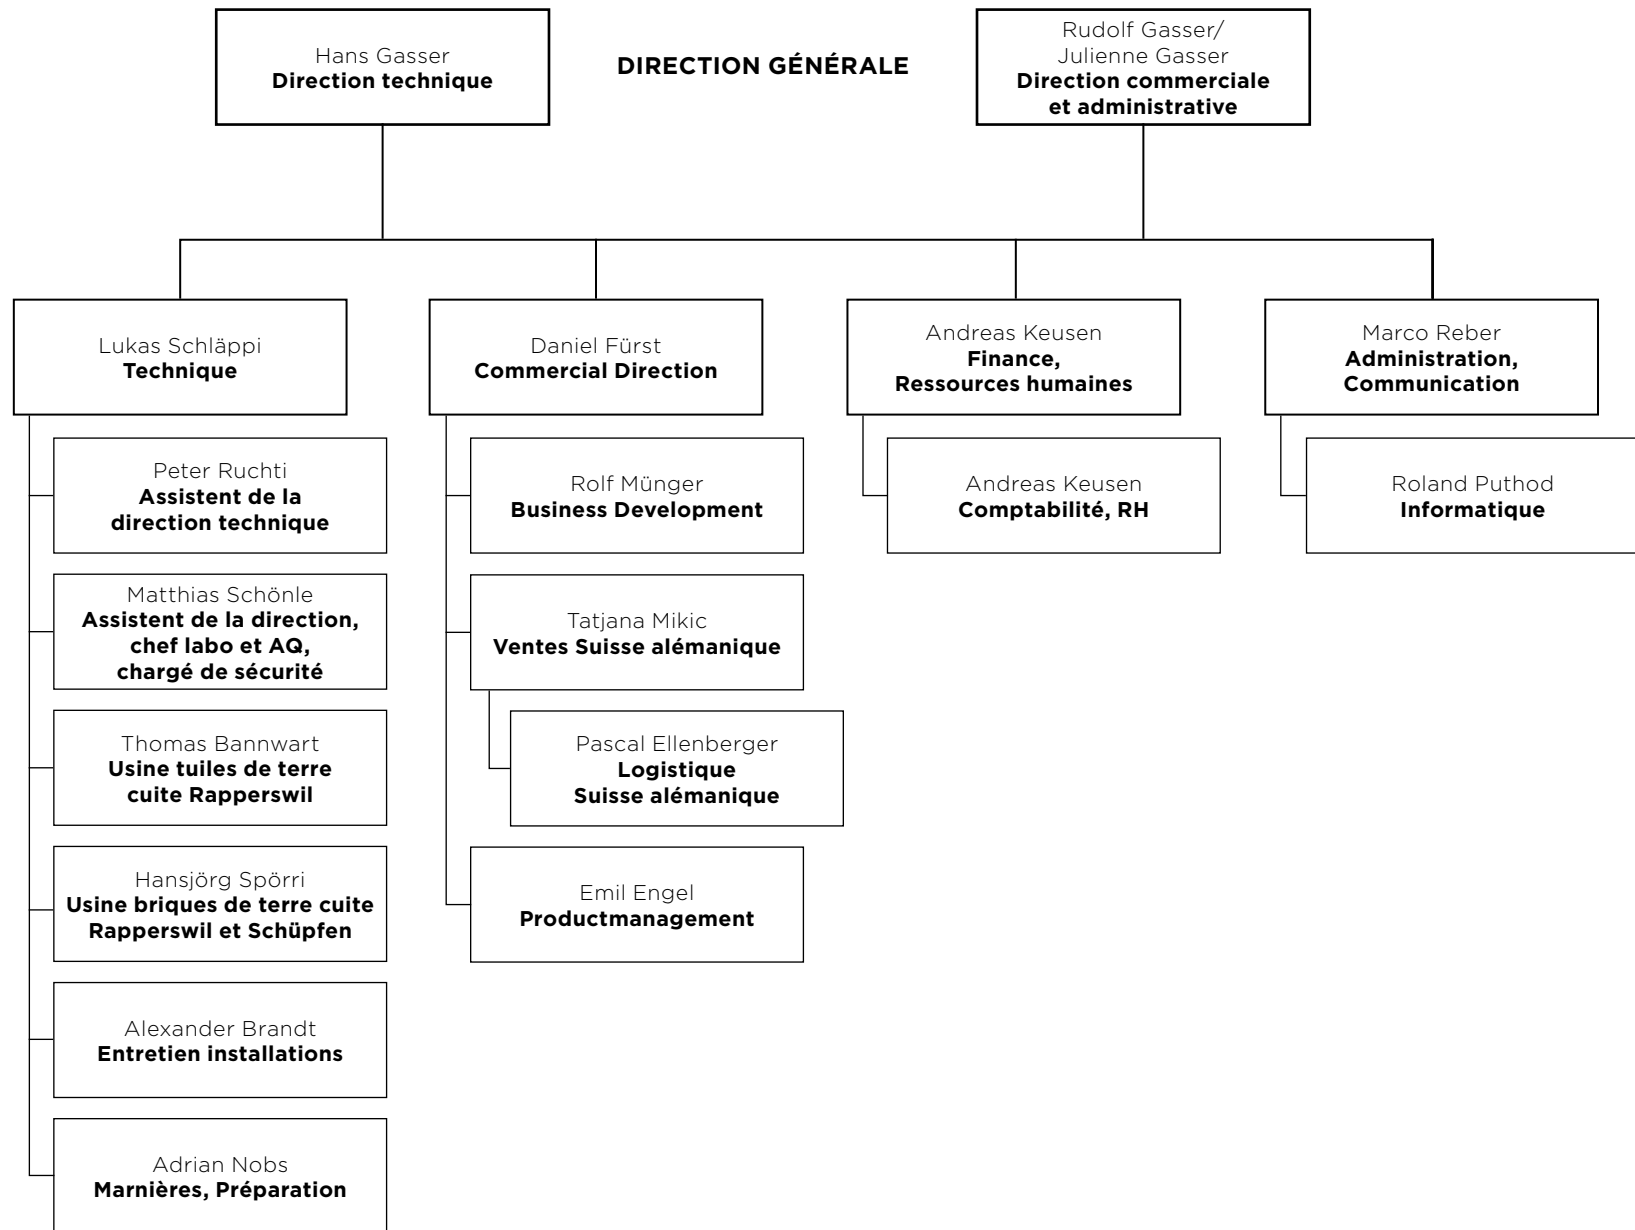 Hans Gasser
Direction technique
DIRECTION GÉNÉRALE
Rudolf Gasser/
Julienne Gasser
Direction commerciale
et administrative
Lukas Schläppi
Technique
Daniel Fürst
Commercial Direction
Andreas Keusen
Finance,
Ressources humaines
Marco Reber
Administration,
Communication
Peter Ruchti
Assistent de la
direction technique
Matthias Schönle
Assistent de la direction,
chef labo et AQ,
chargé de sécurité
Thomas Bannwart
Usine tuiles de terre
cuite Rapperswil
Hansjörg Spörri
Usine briques de terre cuite
Rapperswil et Schüpfen
Alexander Brandt
Entretien installations
Adrian Nobs
Marnières, Préparation
Rolf Münger
Business Development
Tatjana Mikic
Ventes Suisse alémanique
Pascal Ellenberger
Logistique
Suisse alémanique
Emil Engel
Productmanagement
Andreas Keusen
Comptabilité, RH
Roland Puthod
Informatique